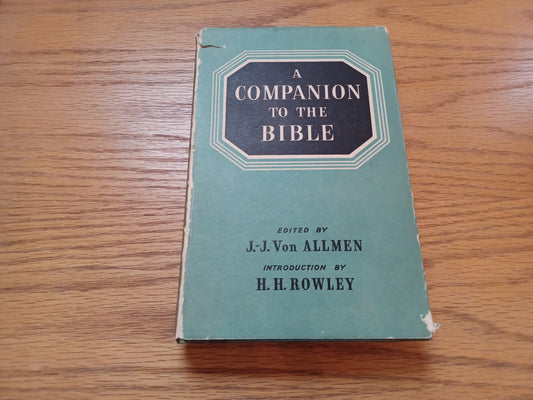 A
COMPANION
TO THE
BIBLE
EDITED BY
J.-J. Von ALLMEN
INTRODUCTION BY
H. H. ROWLEY